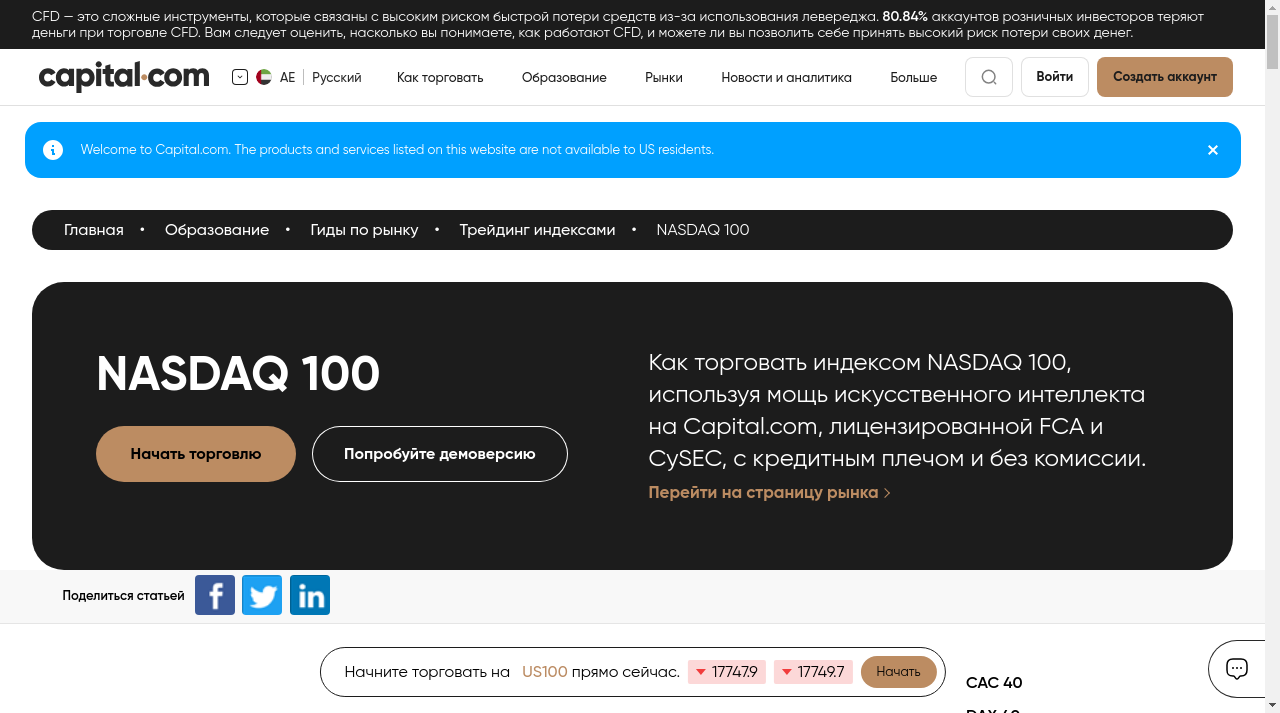 CFD — это сложные инструменты, которые связаны с высоким риском быстрой потери средств из-за использования левереджа. 80.84% аккаунтов розничных инвесторов теряют
деньги при торговле CFD. Вам следует оценить, насколько вы понимаете, как работают CFD, и можете ли вы позволить себе принять высокий риск потери своих денег.
capital.com AE Русский Как торговать Образование Рынки Новости и аналитика Больше Войти Создать аккаунт
Welcome to Capital.com. The products and services listed on this website are not available to US residents.
Главная • Образование • Гиды по рынку • Трейдинг индексами • NASDAQ 100
NASDAQ 100
Начать торговлю Попробуйте демоверсию
Как торговать индексом NASDAQ 100,
используя мощь искусственного интеллекта
на Capital.com, лицензированной FCA и
CySEC, с кредитным плечом и без комиссии.
Перейти на страницу рынка
Поделиться статьей
Начните торговать на US100 прямо сейчас. 17747.9 17749.7 Начать
CAC 40
DAX 40